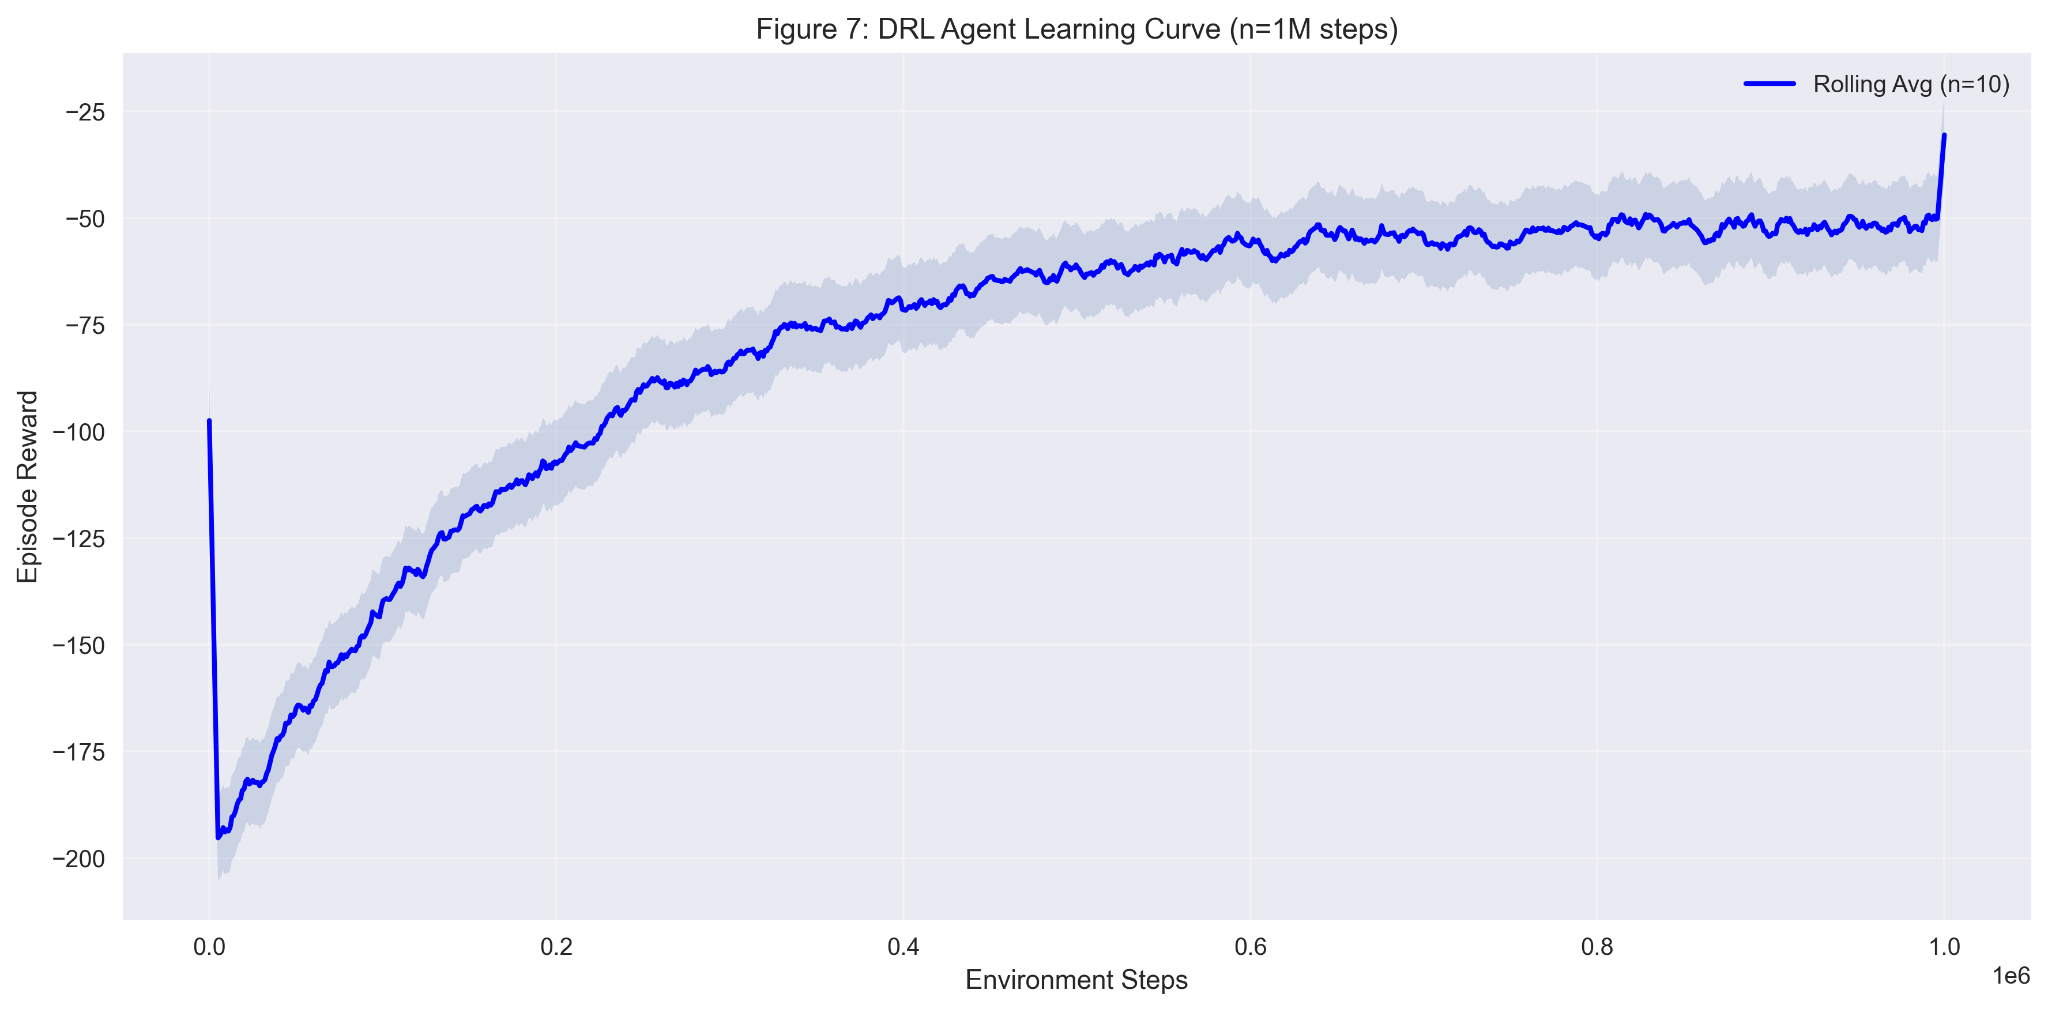 Figure 7: DRL Agent Learning Curve (n=1M steps)
Rolling Avg (n=10)
Episode Reward
−25
−50
−75
−100
−125
−150
−175
−200
0.0 0.2 0.4 0.6 0.8 1.0
1e6
Environment Steps